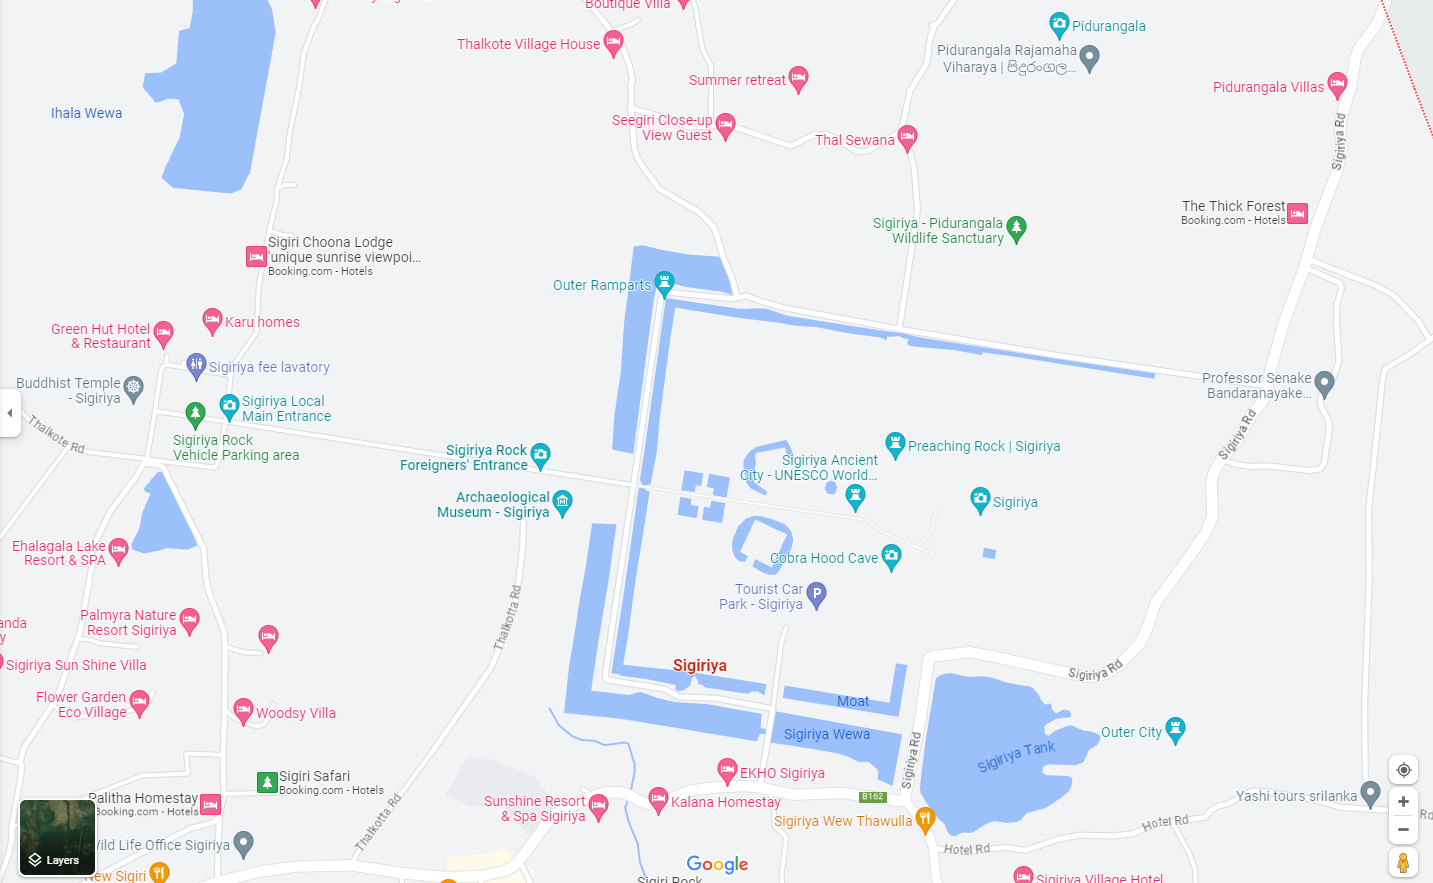 Boutique Villa
Thalkote Village House
Pidurangala
Pidurangala Rajamaha
Viharaya | පිදුරංගල...
Summer retreat
Pidurangala Villas
Ihala Wewa
Seegiri Close-up
View Guest
Thal Sewana
Sigiriya Rd
The Thick Forest
Booking.com - Hotels
Sigiriya - Pidurangala
Wildlife Sanctuary
Sigiri Choona Lodge
'unique sunrise viewpoi...
Booking.com - Hotels
Outer Ramparts
Karu homes
Green Hut Hotel
& Restaurant
Sigiriya fee lavatory
Buddhist Temple
- Sigiriya
Professor Senake
Bandaranayake...
Sigiriya Local
Main Entrance
Thalkote Rd
Sigiriya Rock
Vehicle Parking area
Sigiriya Rd
Sigiriya Rock
Foreigners' Entrance
Preaching Rock | Sigiriya
Sigiriya Ancient
City - UNESCO World...
Archaeological
Museum - Sigiriya
Sigiriya
Ehalagala Lake
Resort & SPA
Cobra Hood Cave
Tourist Car
Park - Sigiriya
Thalkotta Rd
Palmyra Nature
Resort Sigiriya
anda
y
Sigiriya Sun Shine Villa
Sigiriya
Sigiriya Rd
Flower Garden
Eco Village
Woodsy Villa
Moat
Sigiriya Wewa
Outer City
Sigiriya Tank
Sigiriya Rd
Sigiri Safari
Booking.com - Hotels
EKHO Sigiriya
Palitha Homestay
Booking.com - Hotels
Sunshine Resort
& Spa Sigiriya
Kalana Homestay
B162
Yashi tours srilanka
Sigiriya Wew Thawulla
Hotel Rd
Rd
Thalkotta Rd
Wild Life Office Sigiriya
Hotel Rd
Layers
Google
New Sigiri
Sigiri Rock
Sigiriya Village Hotel